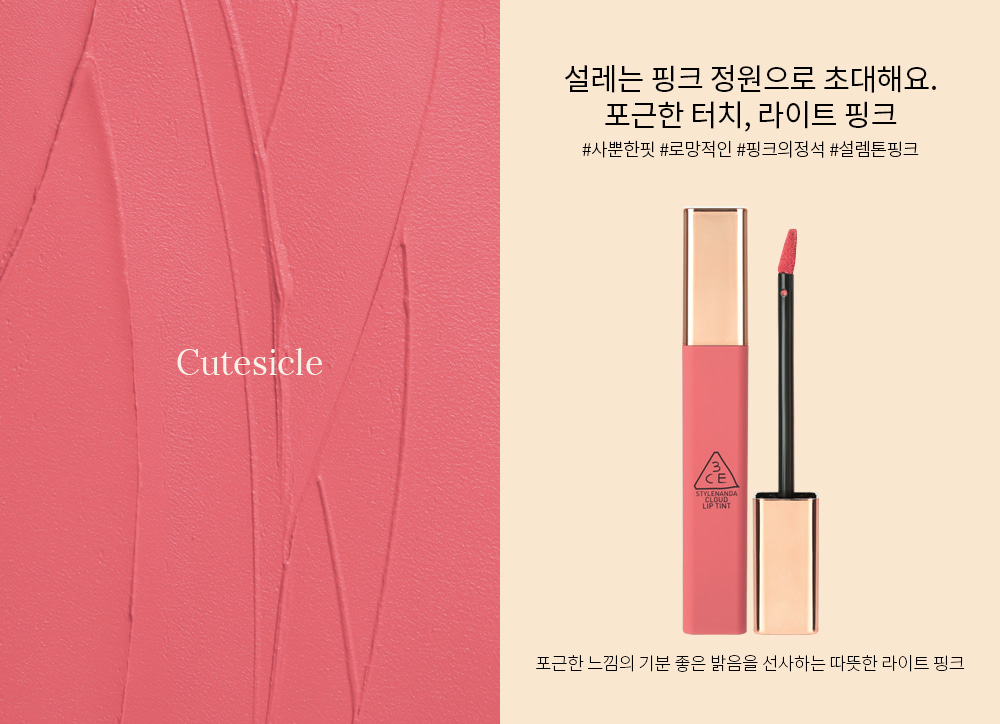 Cutesicle
설레는 핑크 정원으로 초대해요.
포근한 터치, 라이트 핑크
#사뿐한핏 #로망적인 #핑크의정석 #설렘톤핑크
3
CE
STYLENANDA
CLOUD
LIP TINT
포근한 느낌의 기분 좋은 밝음을 선사하는 따뜻한 라이트 핑크